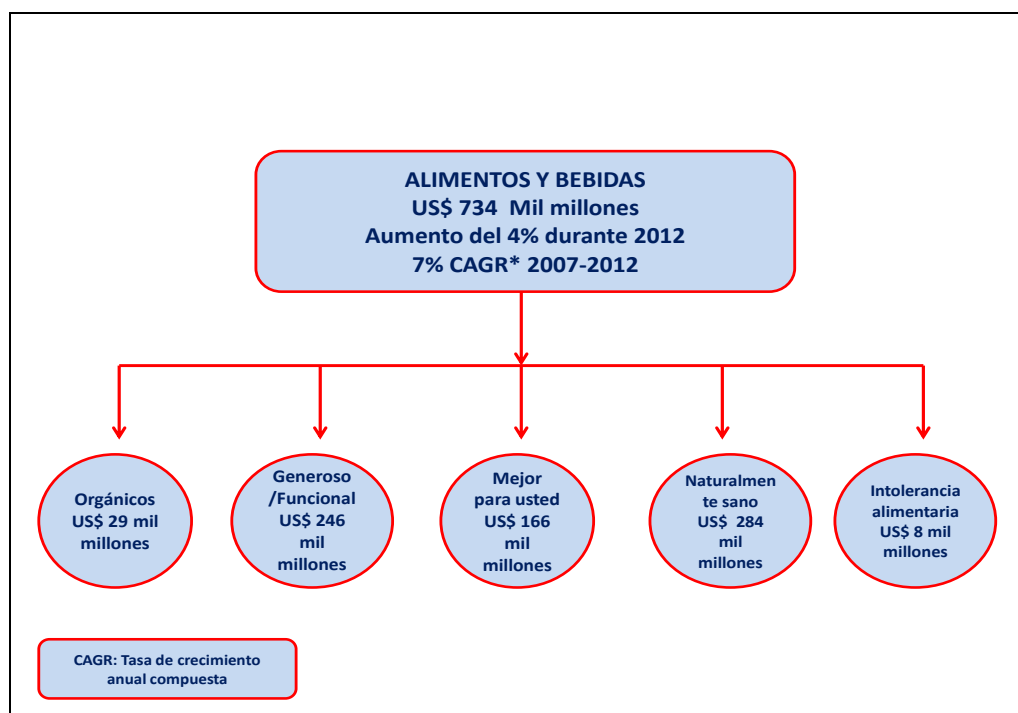 ALIMENTOS Y BEBIDAS
US$ 734 Mil millones
Aumento del 4% durante 2012
7% CAGR* 2007-2012
Orgánicos
US$ 29 mil
millones
Generoso
/Funcional
US$ 246
mil
millones
Mejor
para usted
US$ 166
mil
millones
Naturalmen
te sano
US$ 284
mil
millones
Intolerancia
alimentaria
US$ 8 mil
millones
CAGR: Tasa de crecimiento
anual compuesta